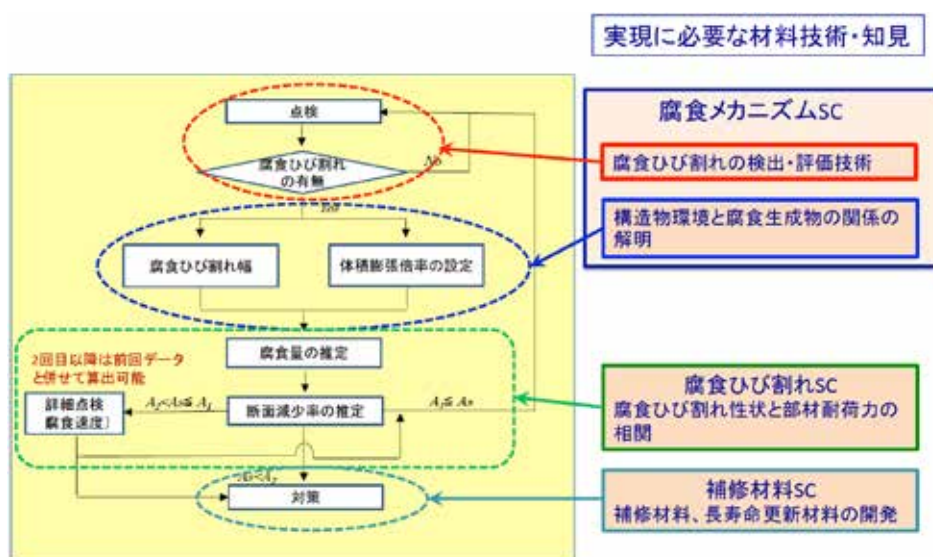 実現に必要な材料技術・知見
点検
腐食ひび割れ
の有無
No
腐食ひび割れ幅
体積膨張倍率の設定
2回目以降は前回データ
と併せて算出可能
腐食量の推定
詳細点検
腐食速度）
断面減少率の推定
対策
腐食メカニズムSC
腐食ひび割れの検出・評価技術
構造物環境と腐食生成物の関係の
解明
腐食ひび割れSC
腐食ひび割れ性状と部材耐荷力の
相関
補修材料SC
補修材料、長寿命更新材料の開発